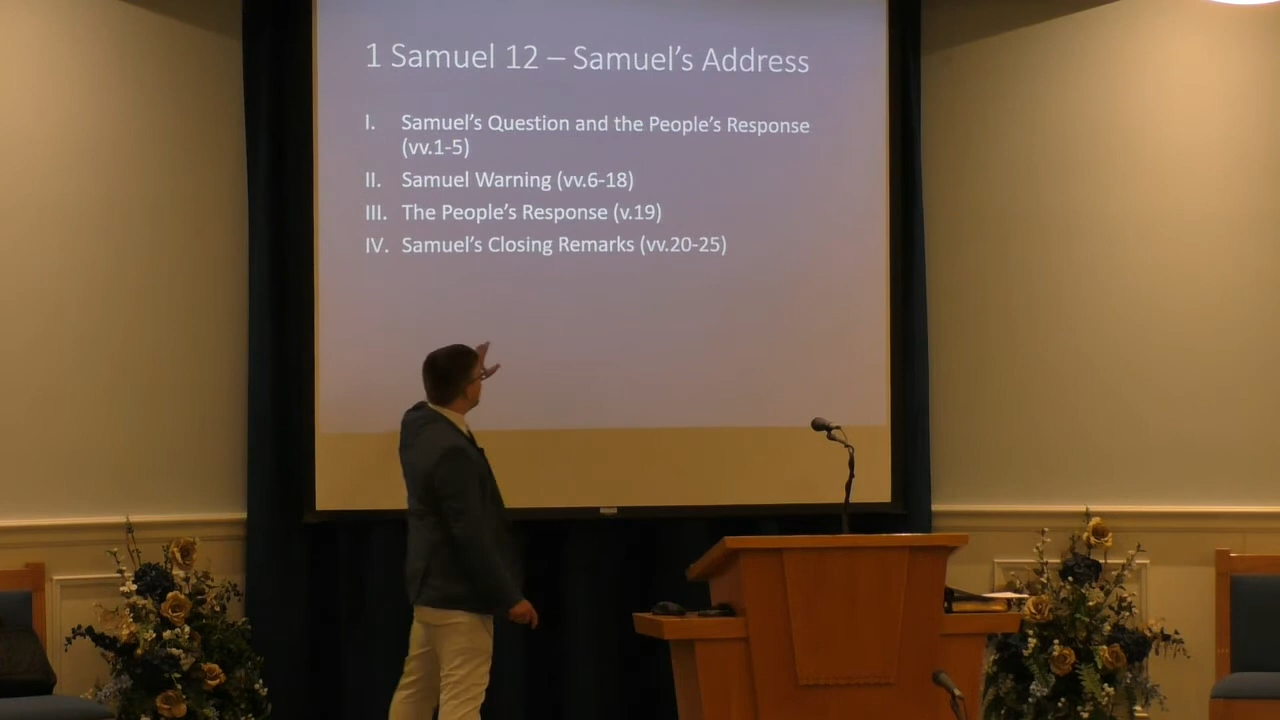 1 Samuel 12 – Samuel's Address
I. Samuel's Question and the People's Response
(vv.1-5)
II. Samuel Warning (vv.6-18)
III. The People's Response (v.19)
IV. Samuel's Closing Remarks (vv.20-25)